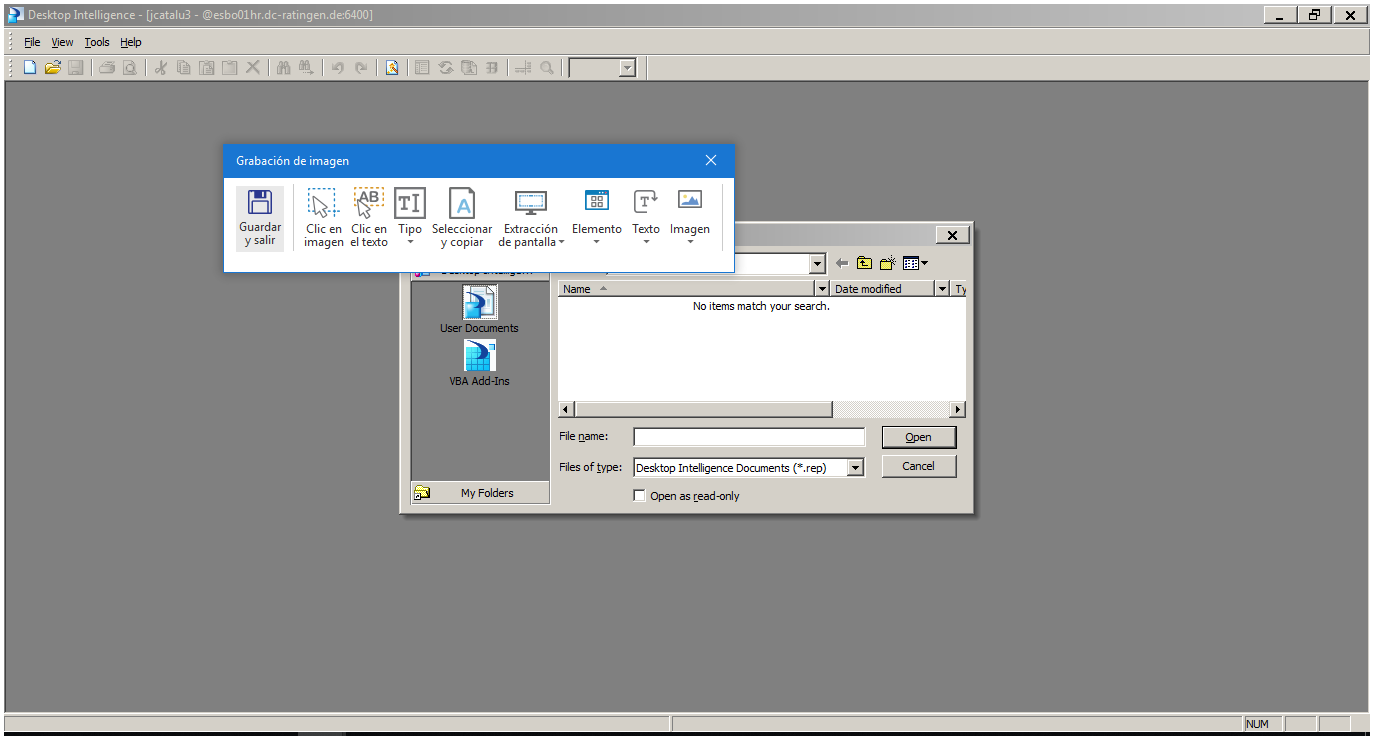 Desktop Intelligence - [jcatalu3 - @esbo01hr.dc-ratingen.de:6400]
File View Tools Help
Grabación de imagen
Guardar y salir
Clic en imagen
Clic en el texto
Tipo
Seleccionar y copiar
Extracción de pantalla
Elemento
Texto
Imagen
Name Date modified Ty
No items match your search.
User Documents
VBA Add-Ins
File name:
Open
Files of type: Desktop Intelligence Documents (*.rep)
Cancel
My Folders
Open as read-only
NUM